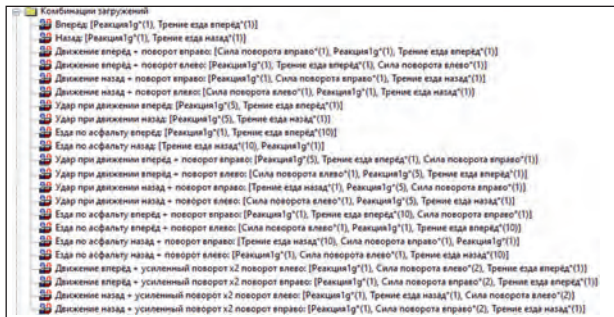 Комбинации загружений
Вперёд: [Реакция1g*(1), Трение езда вперёд*(1)]
Назад: [Реакция1g*(1), Трение езда назад*(1)]
Движение вперёд + поворот вправо: [Сила поворота вправо*(1), Реакция1g*(1), Трение езда вперёд*(1)]
Движение вперёд + поворот влево: [Реакция1g*(1), Трение езда вперёд*(1), Сила поворота влево*(1)]
Движение назад + поворот вправо: [Реакция1g*(1), Сила поворота вправо*(1), Трение езда назад*(1)]
Движение назад + поворот влево: [Сила поворота влево*(1), Реакция1g*(1), Трение езда назад*(1)]
Удар при движении вперёд: [Реакция1g*(5), Трение езда вперёд*(1)]
Удар при движении назад: [Реакция1g*(5), Трение езда назад*(1)]
Езда по асфальту вперёд: [Реакция1g*(1), Трение езда вперёд*(10)]
Езда по асфальту назад: [Трение езда назад*(10), Реакция1g*(1)]
Удар при движении вперёд + поворот вправо: [Реакция1g*(5), Трение езда вперёд*(1), Сила поворота вправо*(1)]
Удар при движении вперёд + поворот влево: [Сила поворота влево*(1), Реакция1g*(5), Трение езда вперёд*(1)]
Удар при движении назад + поворот вправо: [Трение езда назад*(1), Реакция1g*(5), Сила поворота вправо*(1)]
Удар при движении назад + поворот влево: [Сила поворота влево*(1), Реакция1g*(5), Трение езда назад*(1)]
Езда по асфальту вперёд + поворот вправо: [Реакция1g*(1), Трение езда вперёд*(10), Сила поворота вправо*(1)]
Езда по асфальту вперёд + поворот влево: [Реакция1g*(1), Сила поворота влево*(1), Трение езда вперёд*(10)]
Езда по асфальту назад + поворот вправо: [Трение езда назад*(10), Сила поворота вправо*(1), Реакция1g*(1)]
Езда по асфальту назад + поворот влево: [Реакция1g*(1), Сила поворота влево*(1), Трение езда назад*(10)]
Движение вперёд + усиленный поворот x2 поворот влево: [Реакция1g*(1), Сила поворота влево*(2), Трение езда вперёд*(1)]
Движение вперёд + усиленный поворот x2 поворот вправо: [Реакция1g*(1), Сила поворота вправо*(2), Трение езда вперёд*(1)]
Движение назад + усиленный поворот x2 поворот влево: [Реакция1g*(1), Трение езда назад*(1), Сила поворота влево*(2)]
Движение назад + усиленный поворот x2 поворот вправо: [Реакция1g*(1), Сила поворота вправо*(2), Трение езда назад*(1)]